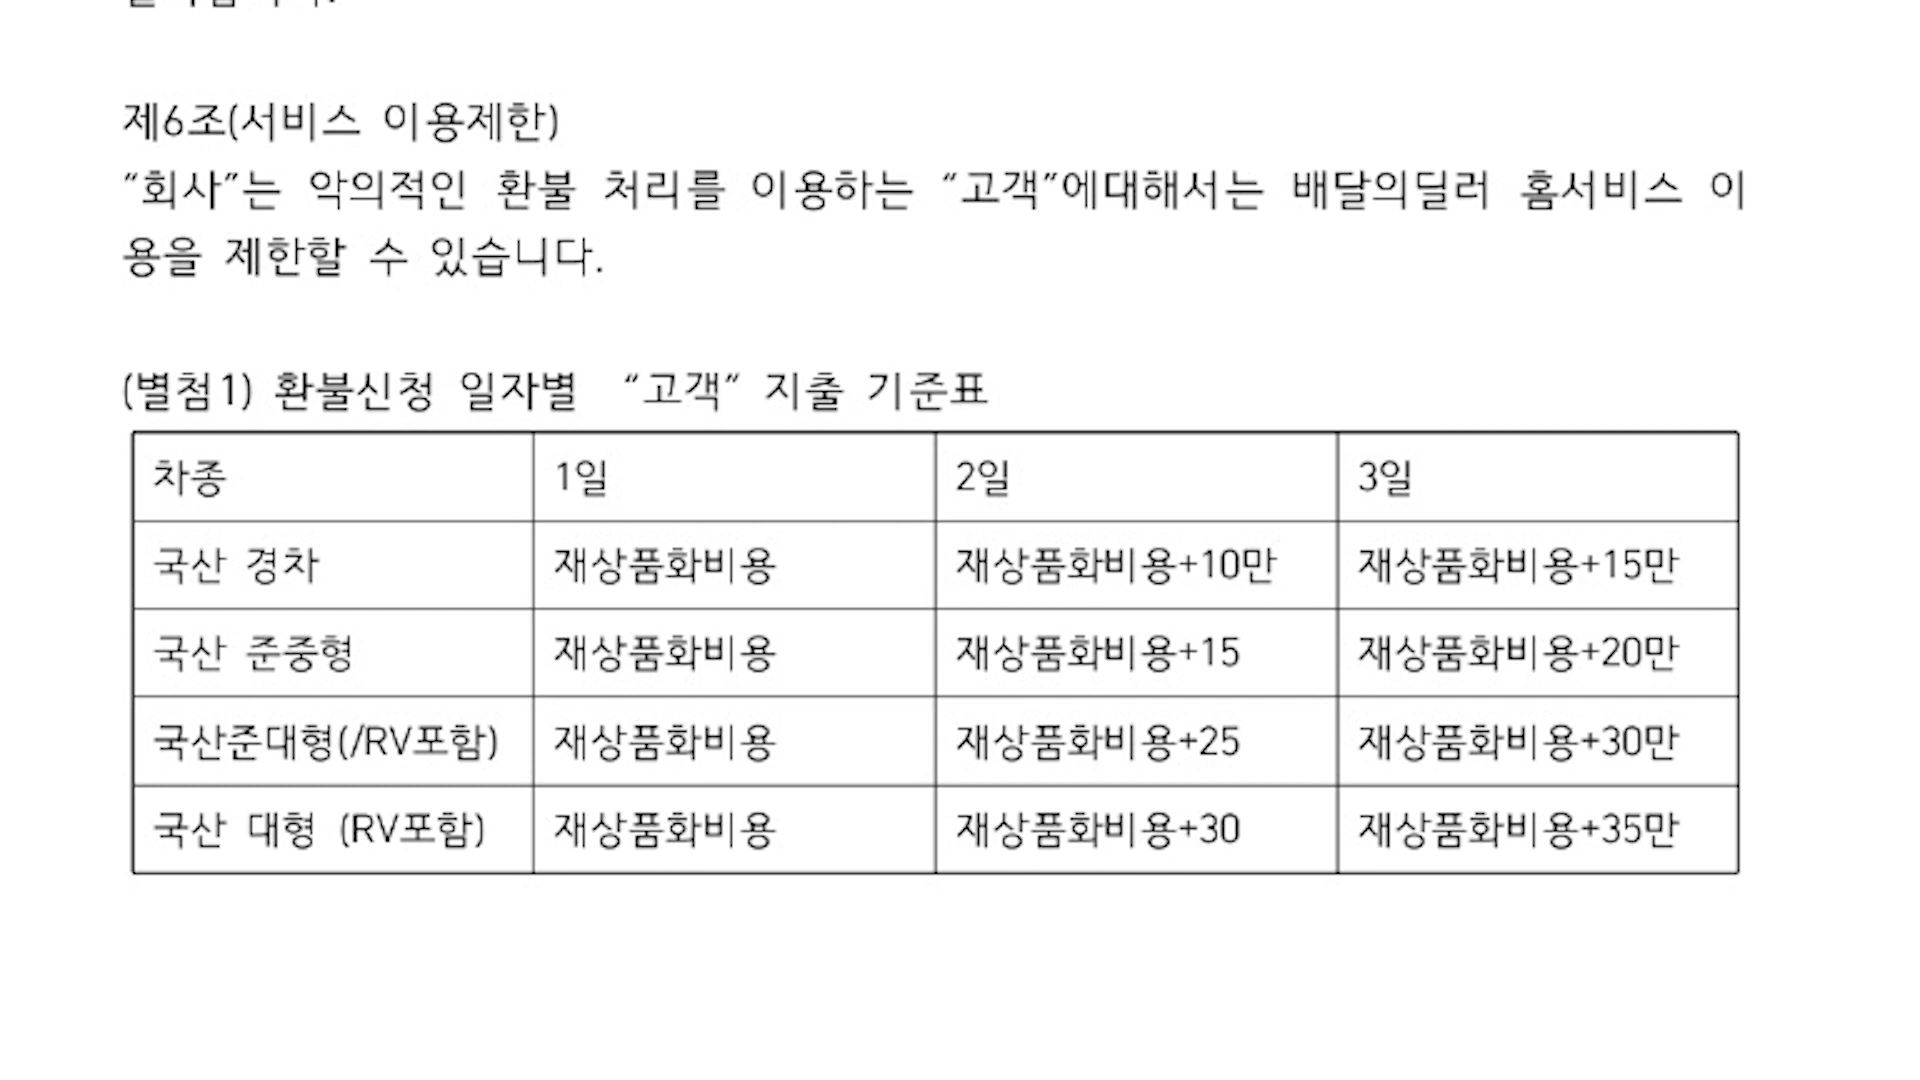 제6조(서비스 이용제한)
“회사”는 악의적인 환불 처리를 이용하는 “고객”에대해서는 배달의딜러 홈서비스 이
용을 제한할 수 있습니다.
(별첨1) 환불신청 일자별 “고객” 지출 기준표
차종 1일 2일 3일
국산 경차 재상품화비용 재상품화비용+10만 재상품화비용+15만
국산 준중형 재상품화비용 재상품화비용+15 재상품화비용+20만
국산준대형(/RV포함) 재상품화비용 재상품화비용+25 재상품화비용+30만
국산 대형 (RV포함) 재상품화비용 재상품화비용+30 재상품화비용+35만